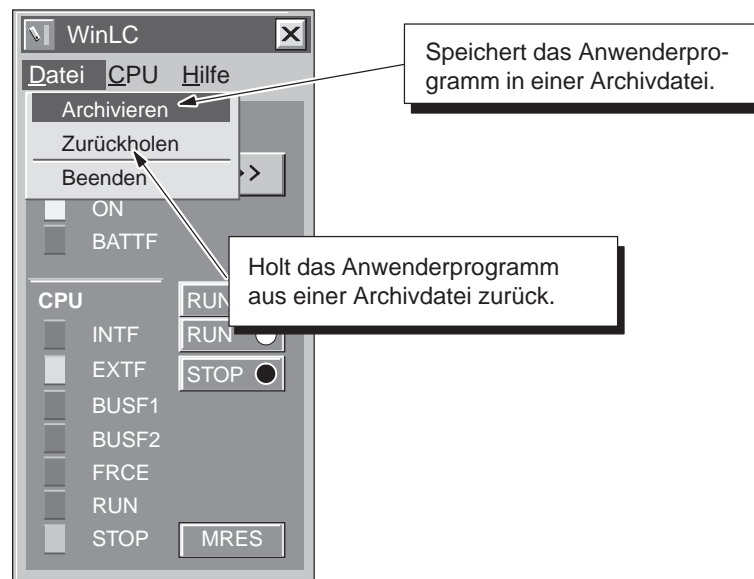 WinLC
Datei CPU Hilfe
Archivieren
Zurückholen
Beenden
>
ON
BATTF
Speichert das Anwenderpro-
gramm in einer Archivdatei.
Holt das Anwenderprogramm
aus einer Archivdatei zurück.
CPU
RUN
INTF
RUN
EXTF
STOP
BUSF1
BUSF2
FRCE
RUN
STOP
MRES